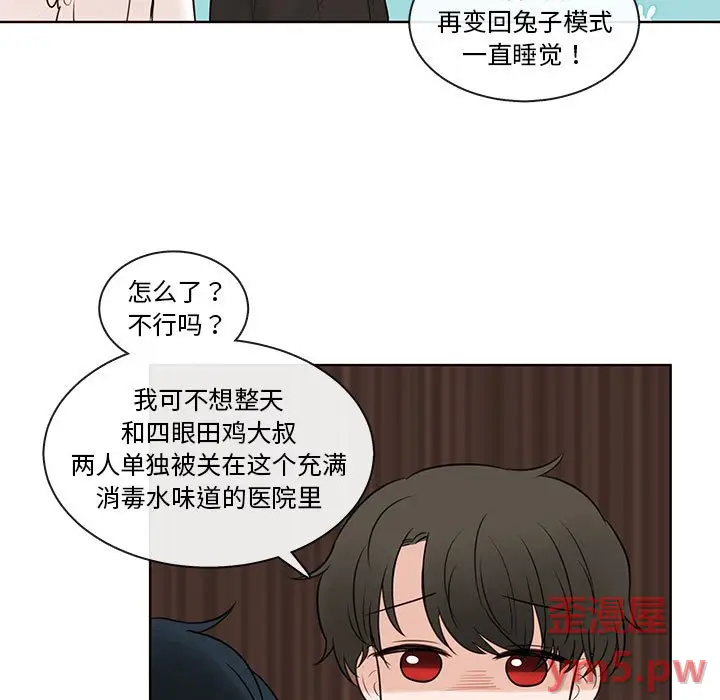 再变回兔子模式
一直睡觉！
怎么了？
不行吗？
我可不想整天
和四眼田鸡大叔
两人单独被关在这个充满
消毒水味道的医院里
歪漫屋
ym5.pw